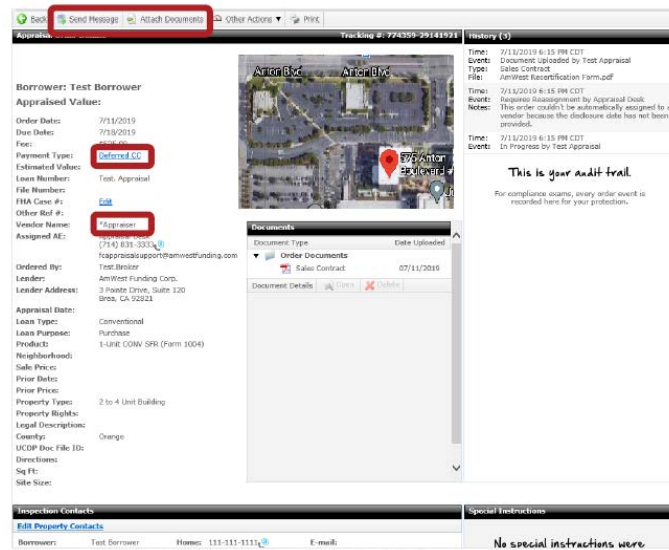 Back Send Message Attach Documents Other Actions ▼ Print
Tracking #: 774359-29141921
History (3)
Borrower: Test Borrower
Appraised Value:
Order Date: 7/11/2019
Due Date: 7/18/2019
Fee:
Payment Type: Deferred CC
Estimated Value:
Loan Number: Test. Appraisal
File Number:
FHA Case #: Edit
Other Ref #:
Vendor Name: *Appraiser
Assigned AE: Appraisal Desk
(714) 831-3333
fcappraisalsupport@amwestfunding.com
Ordered By: Test.Broker
Lender: AmWest Funding Corp.
Lender Address: 3 Pointe Drive, Suite 120
Brea, CA 92821
Appraisal Date:
Loan Type: Conventional
Loan Purpose: Purchase
Product: 1-Unit CONV SFR (Form 1004)
Neighborhood:
Sale Price:
Prior Date:
Prior Price:
Property Type: 2 to 4 Unit Building
Property Rights:
Legal Description:
County: Orange
UCDP Doc File ID:
Directions:
Sq Ft:
Site Size:
Anton Blvd Anton Blvd
575 Anton
Boulevard #
Documents
Document Type Date Uploaded
Order Documents
Sales Contract 07/11/2019
Document Details Open Delete
Time: 7/11/2019 6:15 PM CDT
Event: Document Uploaded by Test Appraisal
Type: Sales Contract
File: AmWest Recertification Form.pdf
Time: 7/11/2019 6:15 PM CDT
Event: Requires Reassignment by Appraisal Desk
Notes: This order couldn't be automatically assigned to a
vendor because the disclosure date has not been
provided.
Time: 7/11/2019 6:15 PM CDT
Event: In Progress by Test Appraisal
This is your audit trail.
For compliance exams, every order event is
recorded here for your protection.
Inspection Contacts
Edit Property Contacts
Borrower: Test Borrower Home: 111-111-1111 E-mail:
Special Instructions
No special instructions were